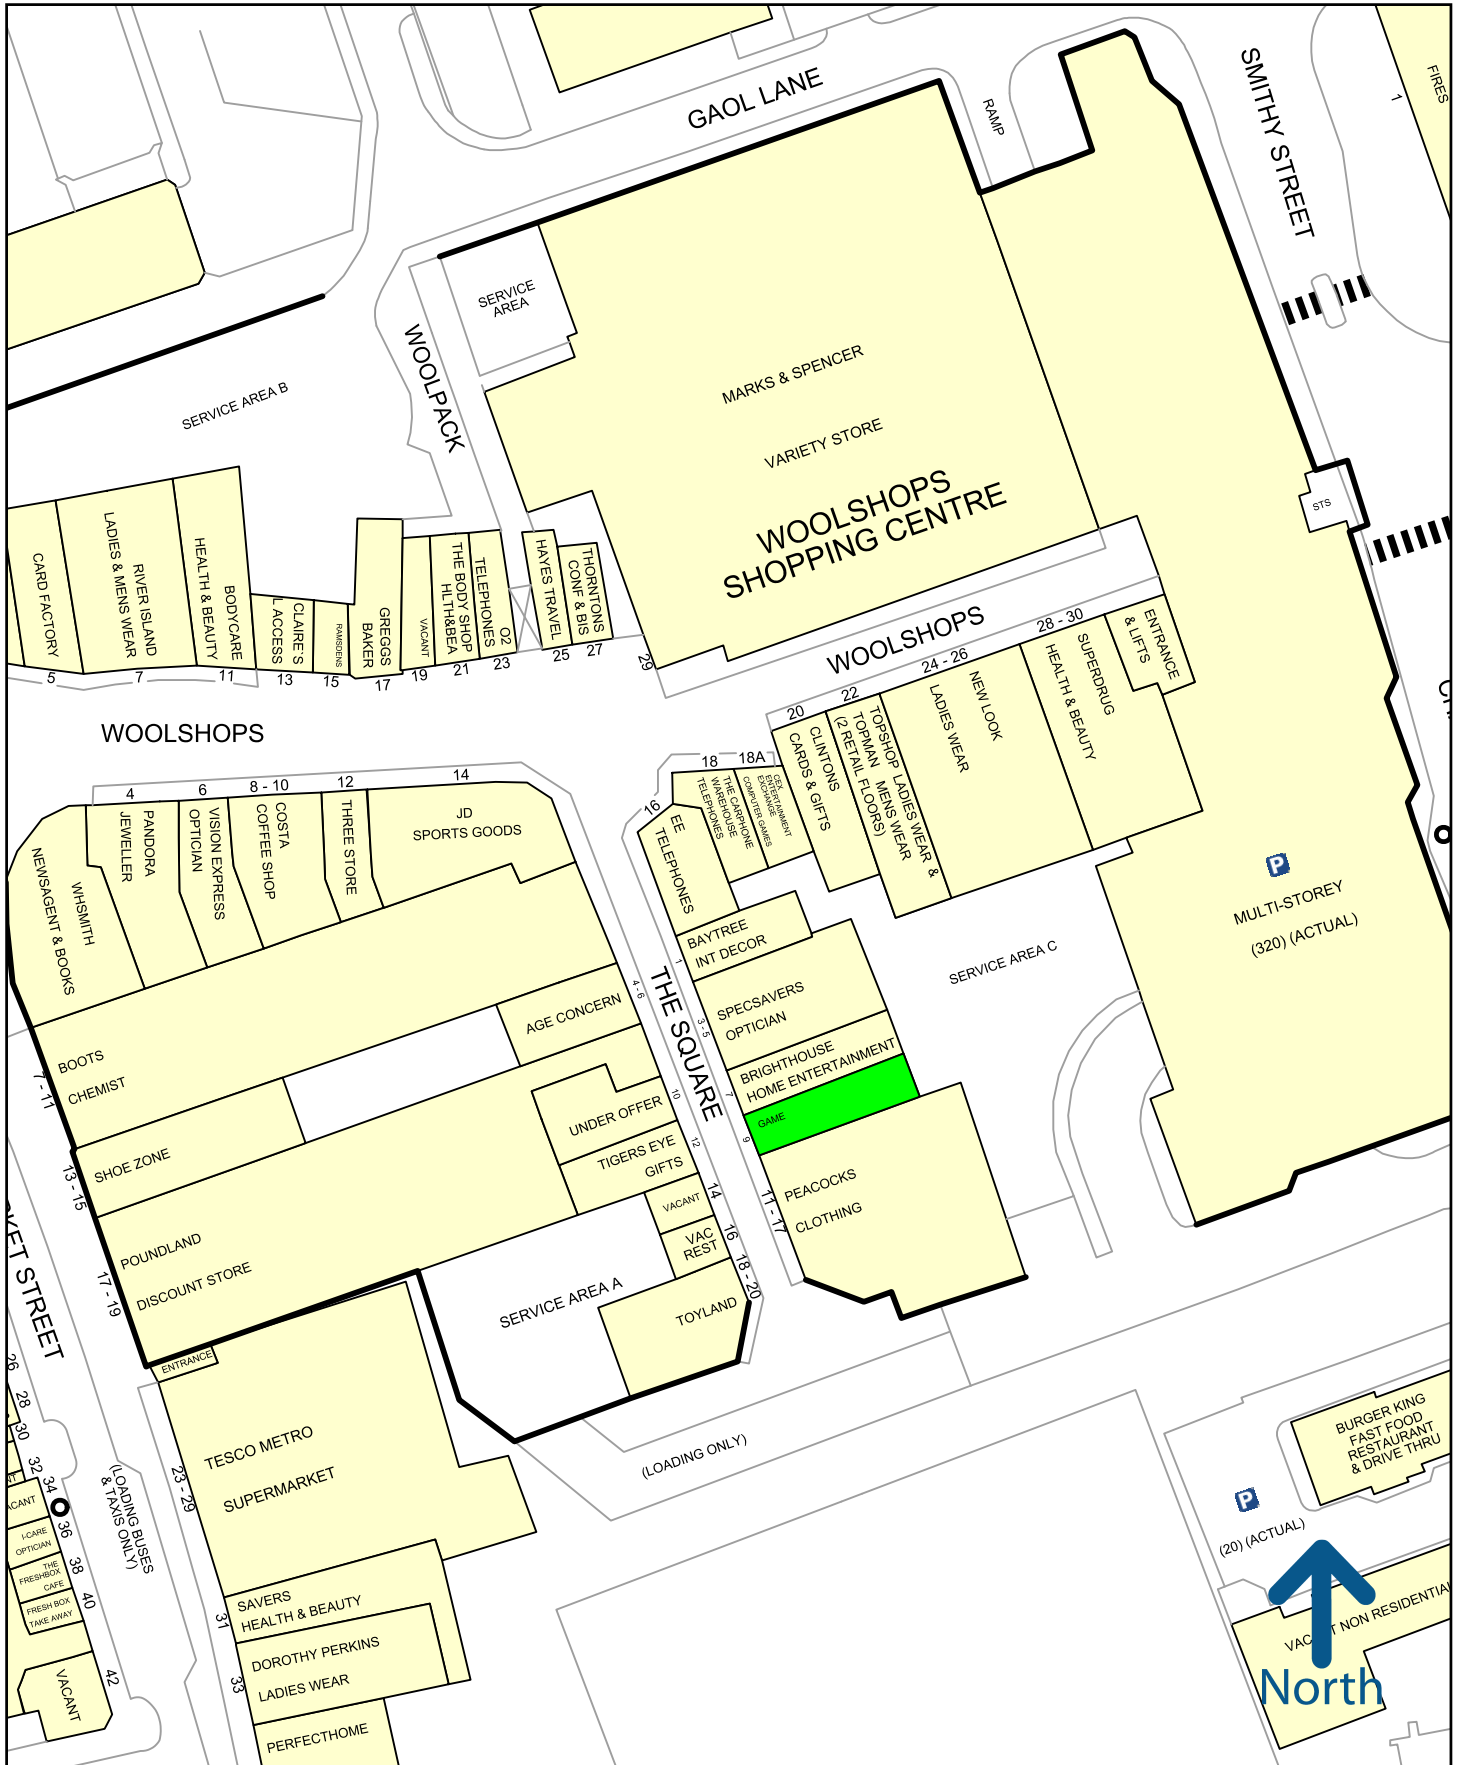 GAOL LANE
RAMP
SMITHY STREET
1
FIRES
SERVICE
AREA
WOOLPACK
SERVICE AREA B
MARKS & SPENCER
VARIETY STORE
WOOLSHOPS
SHOPPING CENTRE
STS
CARD FACTORY
RIVER ISLAND
LADIES & MENS WEAR
BODYCARE
HEALTH & BEAUTY
CLAIRE'S
L ACCESS
RAMSDENS
GREGGS
BAKER
VACANT
THE BODY SHOP
HLTH&BEA
O2
TELEPHONES
HAYES TRAVEL
THORNTONS
CONF & BIS
5
7
11
13
15
17
19
21
23
25
27
29
WOOLSHOPS
WOOLSHOPS
20
22
24 - 26
28 - 30
CLINTONS
CARDS & GIFTS
TOPSHOP LADIES WEAR &
TOPMAN MENS WEAR
(2 RETAIL FLOORS)
NEW LOOK
LADIES WEAR
SUPERDRUG
HEALTH & BEAUTY
ENTRANCE
& LIFTS
4
6
8 - 10
12
14
16
18
18A
WHSMITH
NEWSAGENT & BOOKS
PANDORA
JEWELLER
VISION EXPRESS
OPTICIAN
COSTA
COFFEE SHOP
THREE STORE
JD
SPORTS GOODS
EE
TELEPHONES
THE CARPHONE
WAREHOUSE
TELEPHONES
CEX
ENTERTAINMENT
EXCHANGE
COMPUTER GAMES
P
MULTI-STOREY
(320) (ACTUAL)
SERVICE AREA C
BAYTREE
INT DECOR
1
SPECSAVERS
OPTICIAN
3 - 5
BRIGHTHOUSE
HOME ENTERTAINMENT
7
GAME
9
PEACOCKS
CLOTHING
11 - 17
THE SQUARE
4 - 6
10
12
14
16
18 - 20
BOOTS
CHEMIST
7 - 11
AGE CONCERN
SHOE ZONE
13 - 15
UNDER OFFER
TIGERS EYE
GIFTS
VACANT
VAC
REST
TOYLAND
POUNDLAND
DISCOUNT STORE
17 - 19
SERVICE AREA A
KET STREET
ENTRANCE
TESCO METRO
SUPERMARKET
23 - 29
(LOADING ONLY)
(LOADING BUSES
& TAXIS ONLY)
26
28
30
32
34
36
38
40
42
I-CARE
OPTICIAN
THE
FRESHBOX
CAFE
FRESH BOX
TAKE AWAY
VACANT
SAVERS
HEALTH & BEAUTY
31
DOROTHY PERKINS
LADIES WEAR
33
PERFECTHOME
BURGER KING
FAST FOOD
RESTAURANT
& DRIVE THRU
P
(20) (ACTUAL)
NON RESIDENTIAL
North